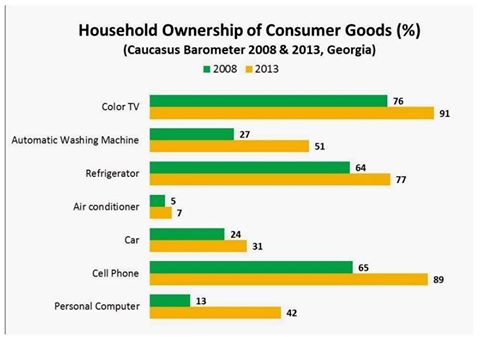 Household Ownership of Consumer Goods (%)
(Caucasus Barometer 2008 & 2013, Georgia)
2008 2013
Color TV 76 91
Automatic Washing Machine 27 51
Refrigerator 64 77
Air conditioner 5 7
Car 24 31
Cell Phone 65 89
Personal Computer 13 42